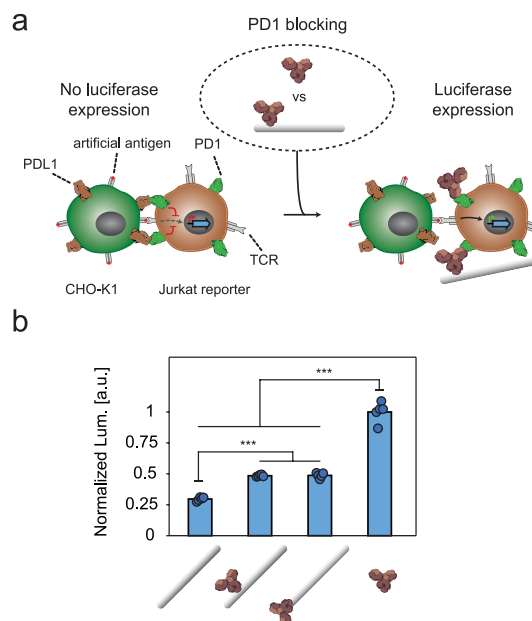 a
PD1 blocking
vs
No luciferase
expression
Luciferase
expression
artificial antigen
PDL1
PD1
TCR
CHO-K1
Jurkat reporter
b
Normalized Lum. [a.u.]
1
0.75
0.5
0.25
0
***
***